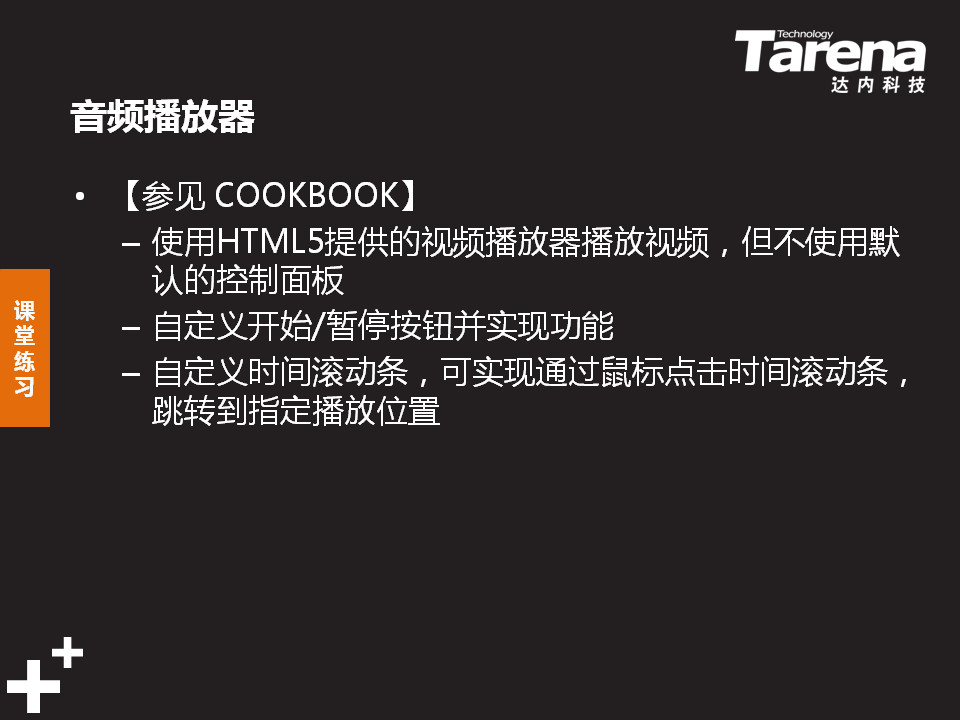 Technology
Tarena
达内科技
音频播放器
• 【参见 COOKBOOK】
– 使用HTML5提供的视频播放器播放视频，但不使用默
认的控制面板
– 自定义开始/暂停按钮并实现功能
– 自定义时间滚动条，可实现通过鼠标点击时间滚动条，
跳转到指定播放位置
课
堂
练
习